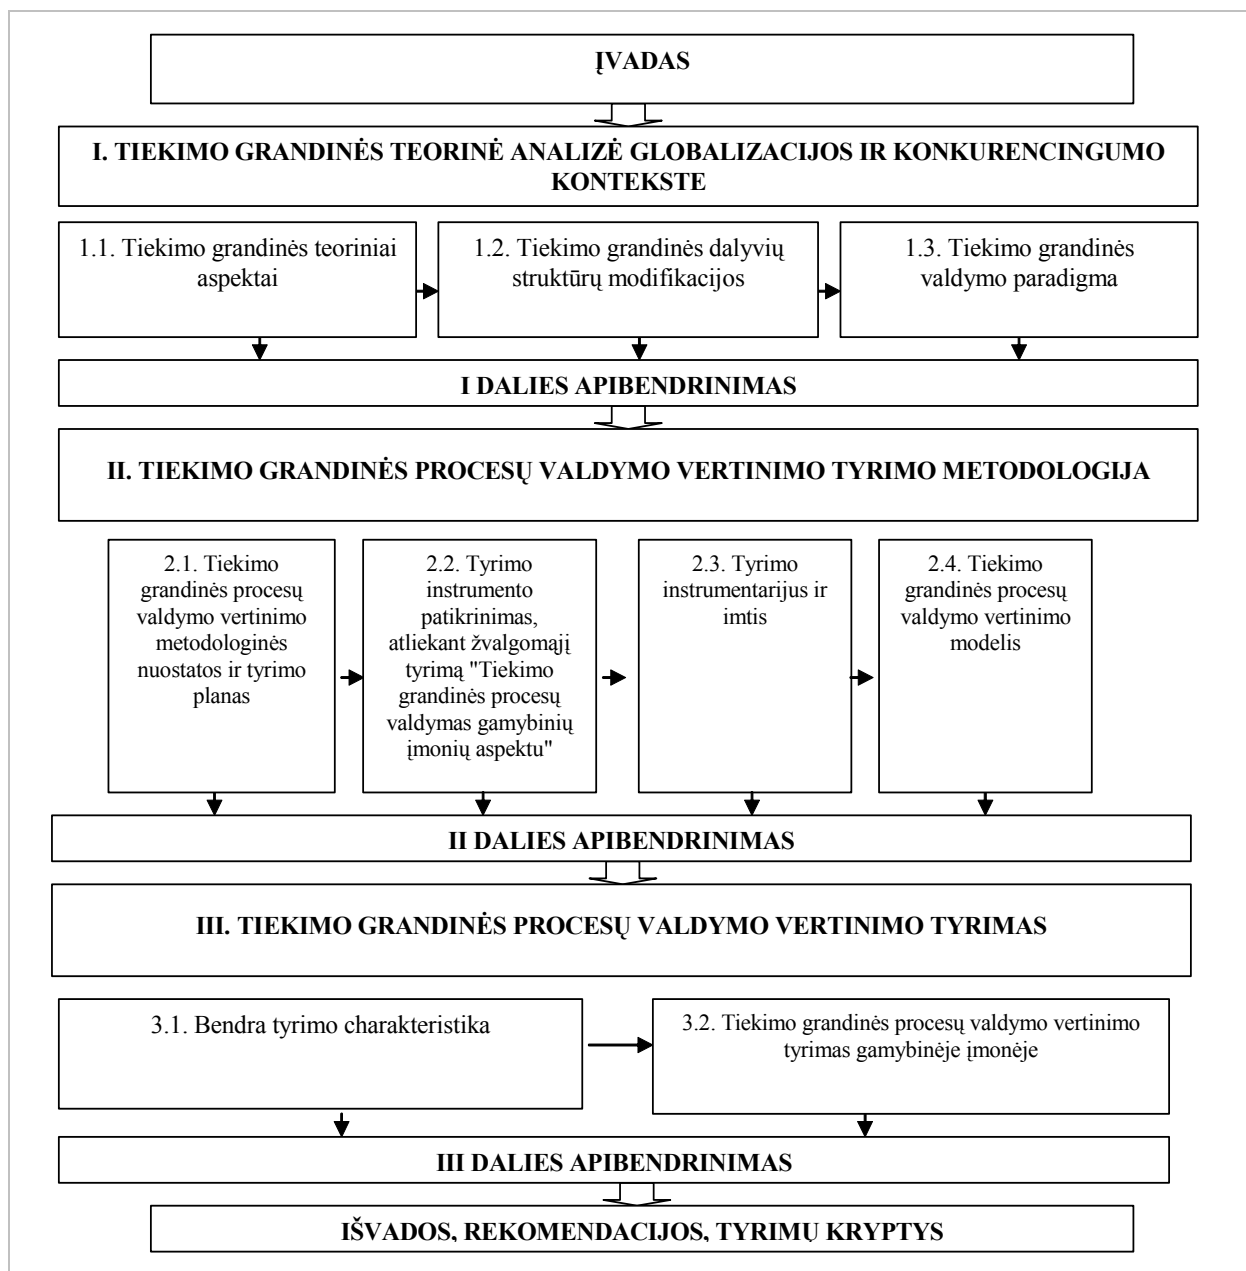 ĮVADAS
I. TIEKIMO GRANDINĖS TEORINĖ ANALIZĖ GLOBALIZACIJOS IR KONKURENCINGUMO
KONTEKSTE
1.1. Tiekimo grandinės teoriniai
aspektai
1.2. Tiekimo grandinės dalyvių
struktūrų modifikacijos
1.3. Tiekimo grandinės
valdymo paradigma
I DALIES APIBENDRINIMAS
II. TIEKIMO GRANDINĖS PROCESŲ VALDYMO VERTINIMO TYRIMO METODOLOGIJA
2.1. Tiekimo
grandinės procesų
valdymo vertinimo
metodologinės
nuostatos ir tyrimo
planas
2.2. Tyrimo
instrumento
patikrinimas,
atliekant žvalgomąjį
tyrimą "Tiekimo
grandinės procesų
valdymas gamybinių
įmonių aspektu"
2.3. Tyrimo
instrumentarijus ir
imtis
2.4. Tiekimo
grandinės procesų
valdymo vertinimo
modelis
II DALIES APIBENDRINIMAS
III. TIEKIMO GRANDINĖS PROCESŲ VALDYMO VERTINIMO TYRIMAS
3.1. Bendra tyrimo charakteristika
3.2. Tiekimo grandinės procesų valdymo vertinimo
tyrimas gamybinėje įmonėje
III DALIES APIBENDRINIMAS
IŠVADOS, REKOMENDACIJOS, TYRIMŲ KRYPTYS